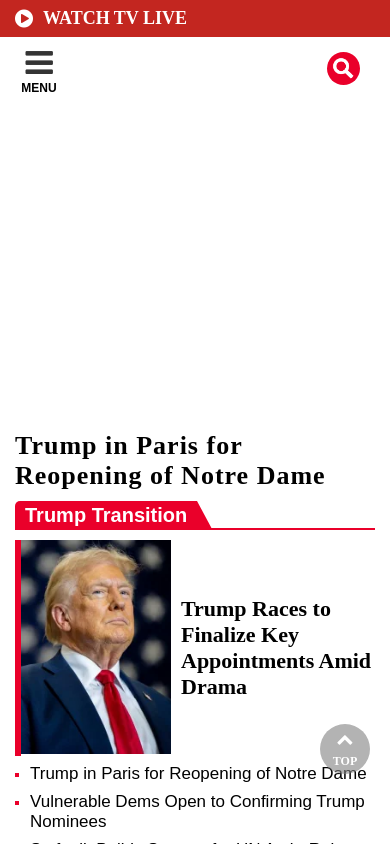 WATCH TV LIVE
MENU
Trump in Paris for
Reopening of Notre Dame
Trump Transition
Trump Races to
Finalize Key
Appointments Amid
Drama
TOP
Trump in Paris for Reopening of Notre Dame
Vulnerable Dems Open to Confirming Trump
Nominees